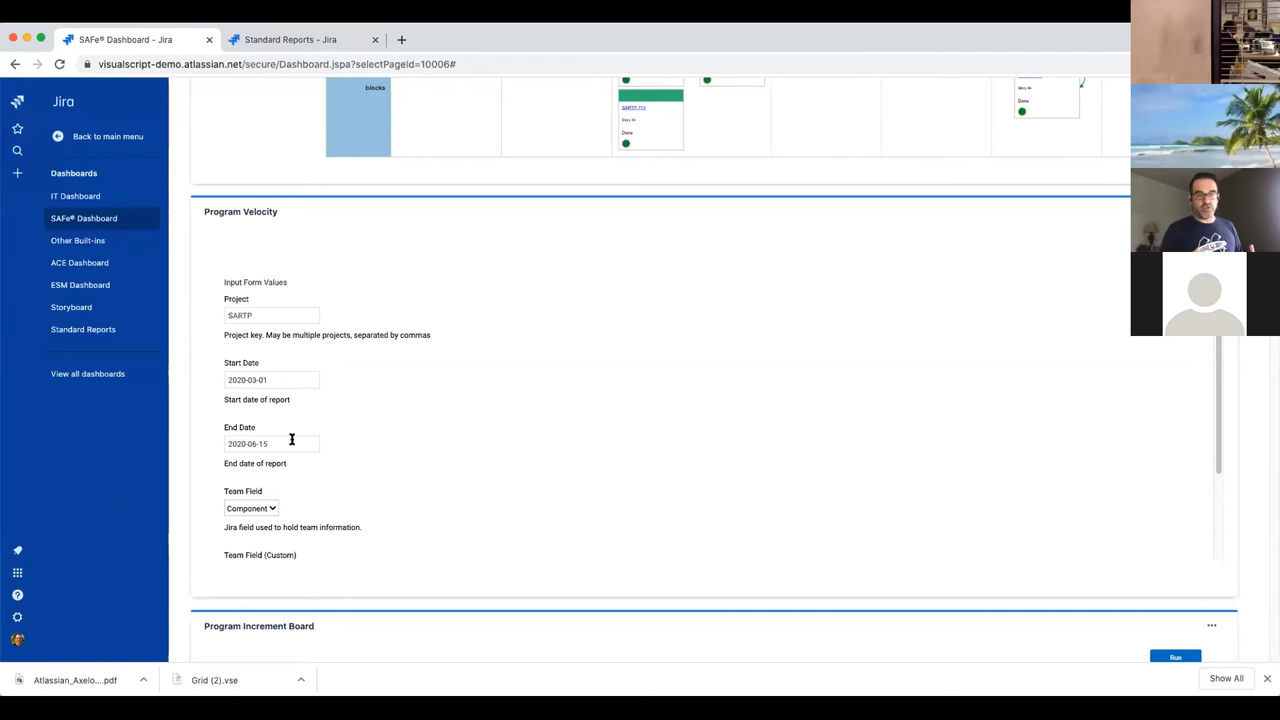 SAFe® Dashboard - Jira
Standard Reports - Jira
visualscript-demo.atlassian.net/secure/Dashboard.jspa?selectPageId=10006#
Jira
Back to main menu
Dashboards
IT Dashboard
SAFe® Dashboard
Other Built-ins
ACE Dashboard
ESM Dashboard
Storyboard
Standard Reports
View all dashboards
blocks
SARTP-113
Story 34
Done
Done
Program Velocity
Input Form Values
Project
SARTP
Project key. May be multiple projects, separated by commas
Start Date
2020-03-01
Start date of report
End Date
2020-06-15
End date of report
Team Field
Component
Jira field used to hold team information.
Team Field (Custom)
Program Increment Board
Run
Atlassian_Axelo....pdf
Grid (2).vse
Show All